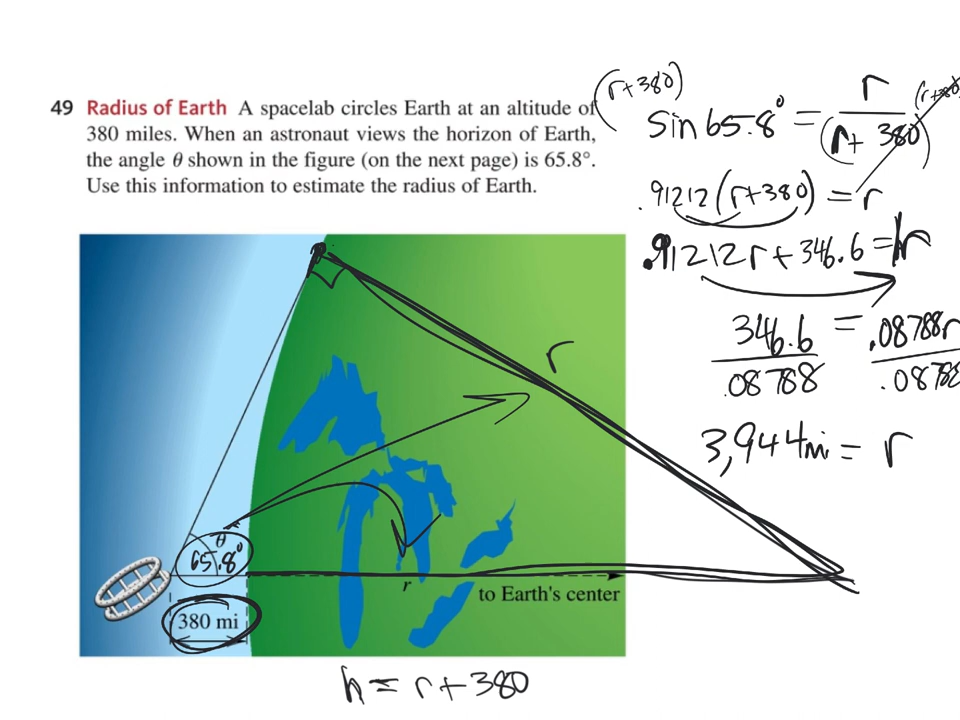 49 Radius of Earth A spacelab circles Earth at an altitude of
380 miles. When an astronaut views the horizon of Earth,
the angle θ shown in the figure (on the next page) is 65.8°.
Use this information to estimate the radius of Earth.
(r+380) sin 65.8° = r/(r+380) (r+380)
.91212(r+380) = r
.91212r + 346.6 = 1r
346.6/.08788 = .08788r/.08788
3,944mi = r
r
θ
65.8°
r
to Earth's center
380 mi
h = r+380